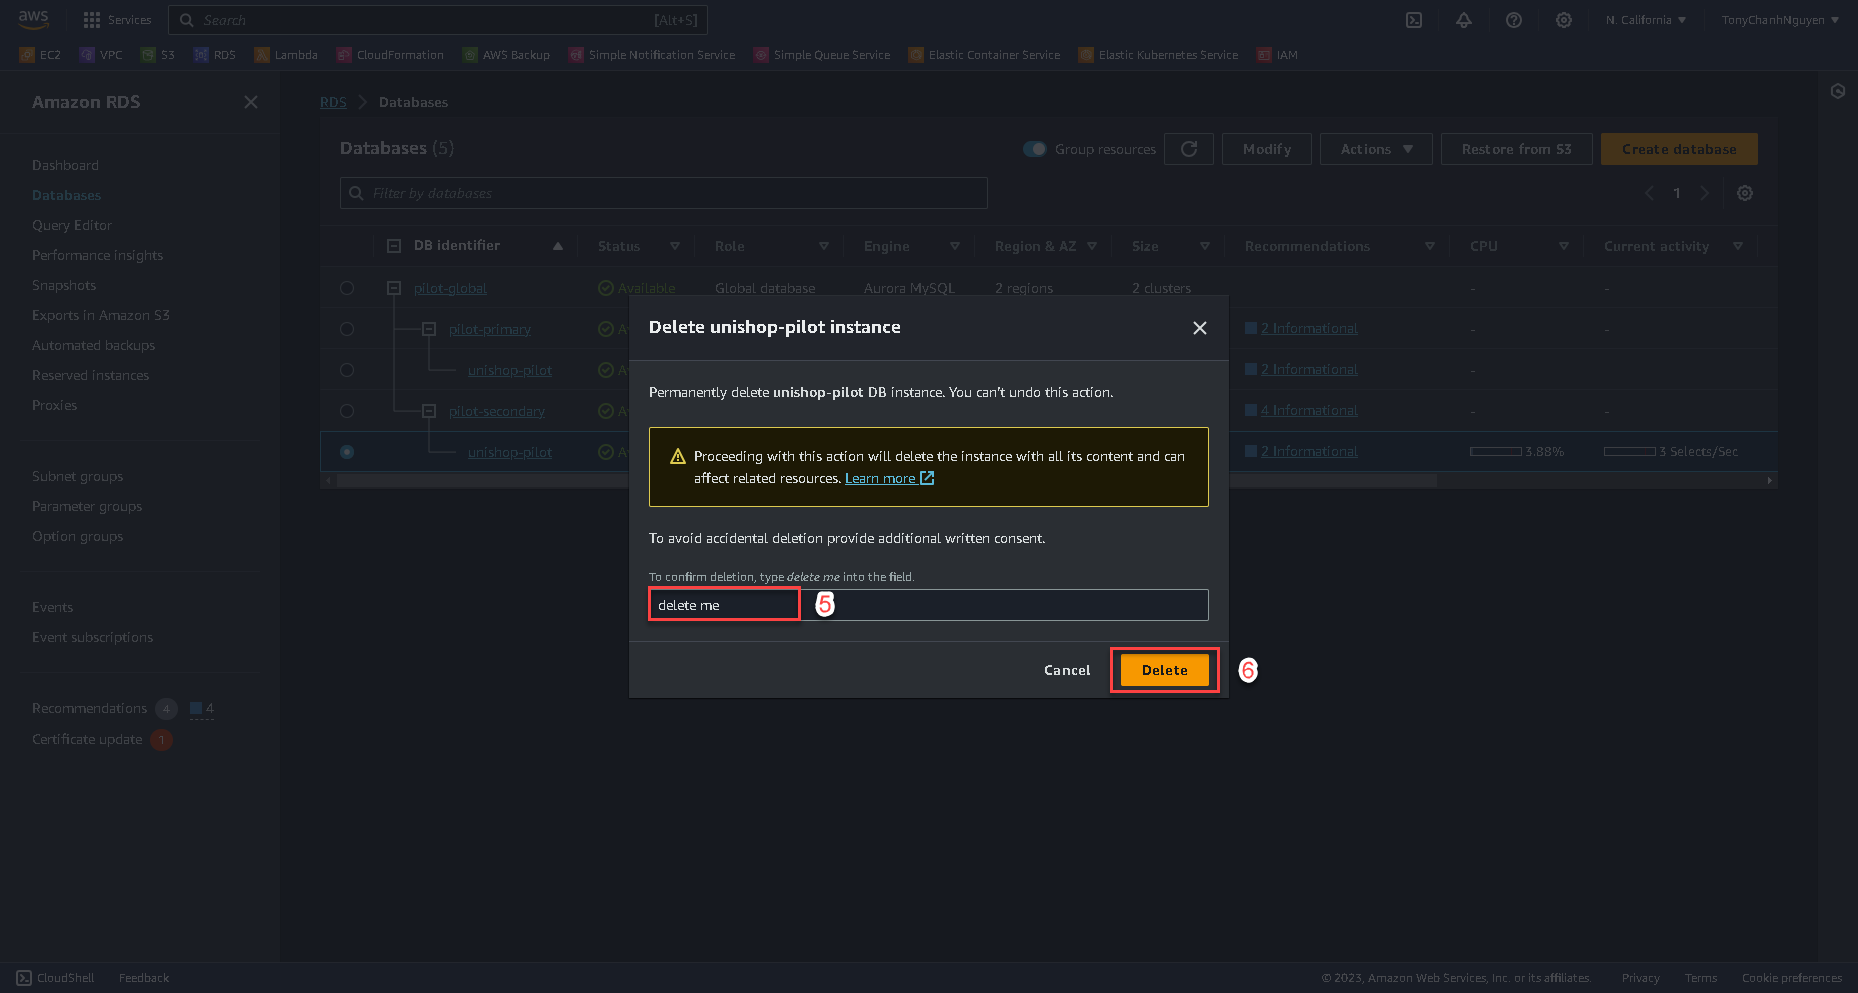 aws
Services
Search
[Alt+S]
N. California
TonyChanhNguyen
EC2
VPC
S3
RDS
Lambda
CloudFormation
AWS Backup
Simple Notification Service
Simple Queue Service
Elastic Container Service
Elastic Kubernetes Service
IAM
Amazon RDS
Dashboard
Databases
Query Editor
Performance insights
Snapshots
Exports in Amazon S3
Automated backups
Reserved instances
Proxies
Subnet groups
Parameter groups
Option groups
Events
Event subscriptions
Recommendations 4 4
Certificate update 1
RDS > Databases
Databases (5)
Group resources
Modify
Actions
Restore from S3
Create database
Filter by databases
1
DB identifier Status Role Engine Region & AZ Size Recommendations CPU Current activity
pilot-global Available Global database Aurora MySQL 2 regions 2 clusters - -
pilot-primary A 2 Informational - -
unishop-pilot A 2 Informational -
pilot-secondary A 4 Informational - -
unishop-pilot A 2 Informational 3.88% 3 Selects/Sec
Delete unishop-pilot instance
Permanently delete unishop-pilot DB instance. You can't undo this action.
Proceeding with this action will delete the instance with all its content and can
affect related resources. Learn more
To avoid accidental deletion provide additional written consent.
To confirm deletion, type delete me into the field.
delete me
5
Cancel
Delete
6
CloudShell
Feedback
© 2023, Amazon Web Services, Inc. or its affiliates.
Privacy
Terms
Cookie preferences